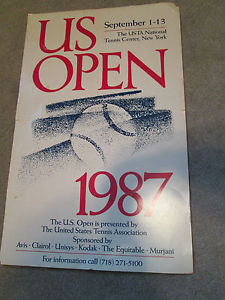 US
September 1-13
The USTA National
Tennis Center, New York
OPEN
1987
The U.S. Open is presented by
The United States Tennis Association
Sponsored by
Avis · Clairol · Unisys · Kodak · The Equitable · Murjani
For information call (718) 271-5100